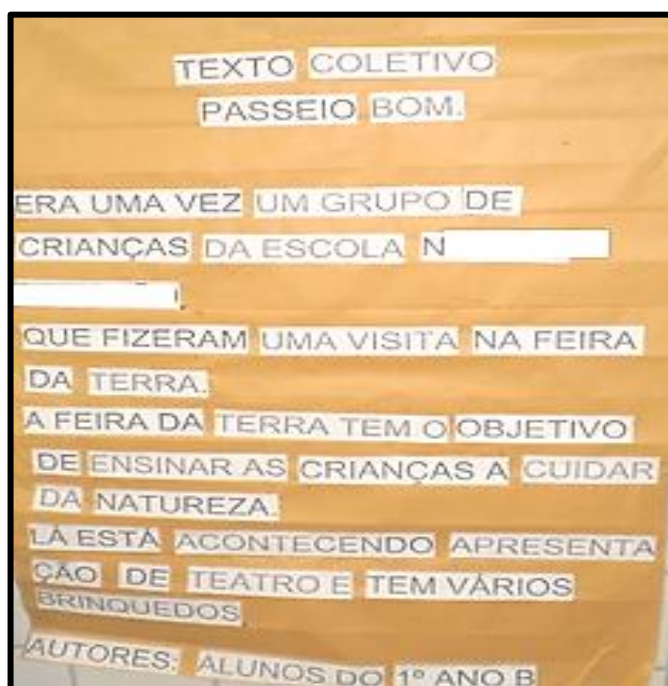 TEXTO COLETIVO
PASSEIO BOM.
ERA UMA VEZ UM GRUPO DE
CRIANÇAS DA ESCOLA N
QUE FIZERAM UMA VISITA NA FEIRA
DA TERRA.
A FEIRA DA TERRA TEM O OBJETIVO
DE ENSINAR AS CRIANÇAS A CUIDAR
DA NATUREZA.
LÁ ESTÁ ACONTECENDO APRESENTA
ÇÃO DE TEATRO E TEM VÁRIOS
BRINQUEDOS
AUTORES: ALUNOS DO 1º ANO B